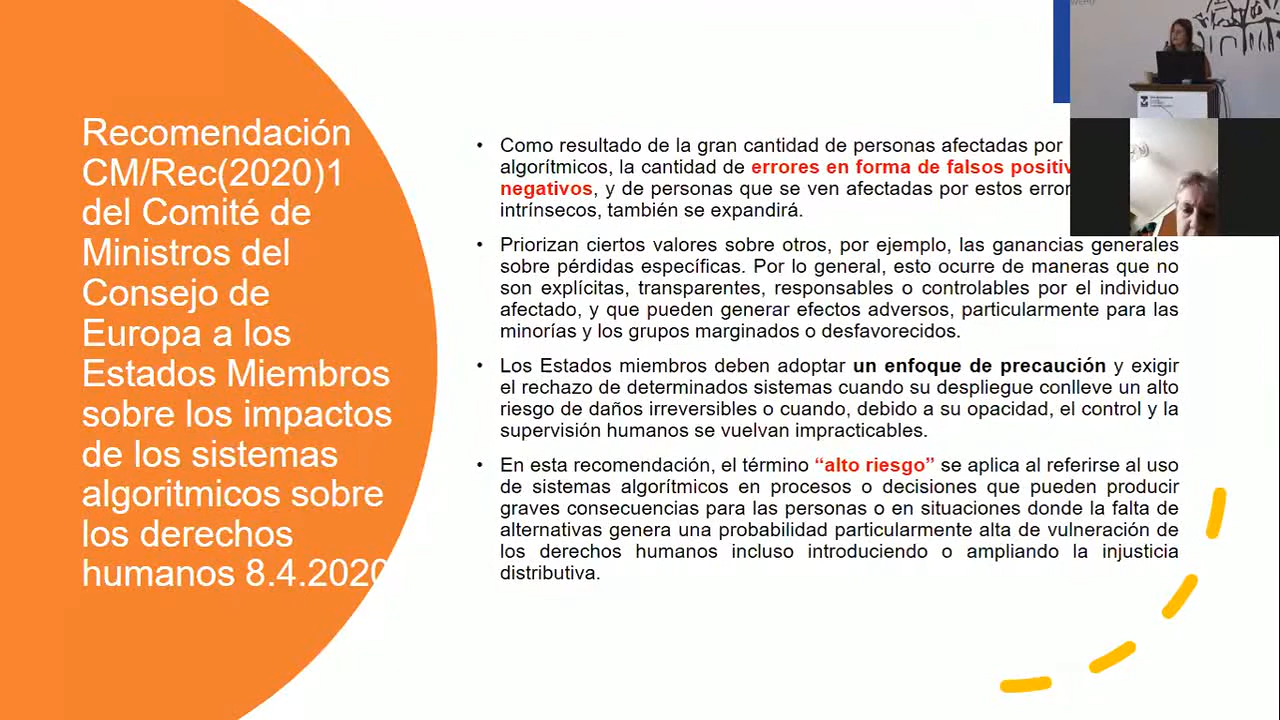 Recomendación
CM/Rec(2020)1
del Comité de
Ministros del
Consejo de
Europa a los
Estados Miembros
sobre los impactos
de los sistemas
algoritmicos sobre
los derechos
humanos 8.4.2020
• Como resultado de la gran cantidad de personas afectadas por
algorítmicos, la cantidad de errores en forma de falsos positiv
negativos, y de personas que se ven afectadas por estos error
intrínsecos, también se expandirá.
• Priorizan ciertos valores sobre otros, por ejemplo, las ganancias generales
sobre pérdidas específicas. Por lo general, esto ocurre de maneras que no
son explícitas, transparentes, responsables o controlables por el individuo
afectado, y que pueden generar efectos adversos, particularmente para las
minorías y los grupos marginados o desfavorecidos.
• Los Estados miembros deben adoptar un enfoque de precaución y exigir
el rechazo de determinados sistemas cuando su despliegue conlleve un alto
riesgo de daños irreversibles o cuando, debido a su opacidad, el control y la
supervisión humanos se vuelvan impracticables.
• En esta recomendación, el término “alto riesgo” se aplica al referirse al uso
de sistemas algorítmicos en procesos o decisiones que pueden producir
graves consecuencias para las personas o en situaciones donde la falta de
alternativas genera una probabilidad particularmente alta de vulneración de
los derechos humanos incluso introduciendo o ampliando la injusticia
distributiva.